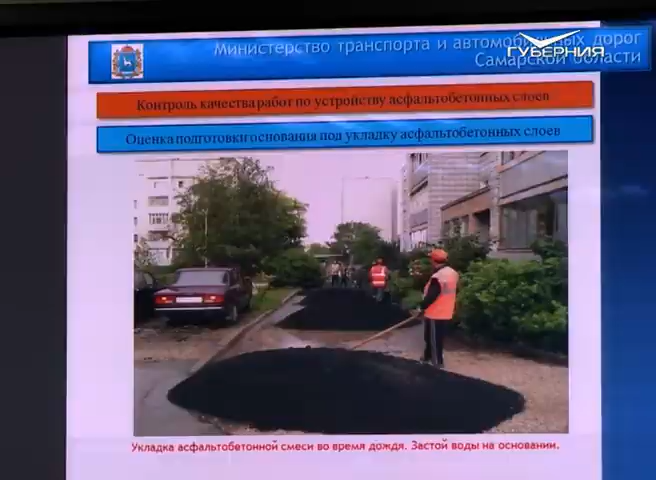 Министерство транспорта и автомобильных дорог
Самарской области
ГУБЕРНИЯ
Контроль качества работ по устройству асфальтобетонных слоев
Оценка подготовки основания под укладку асфальтобетонных слоев
Укладка асфальтобетонной смеси во время дождя. Застой воды на основании.